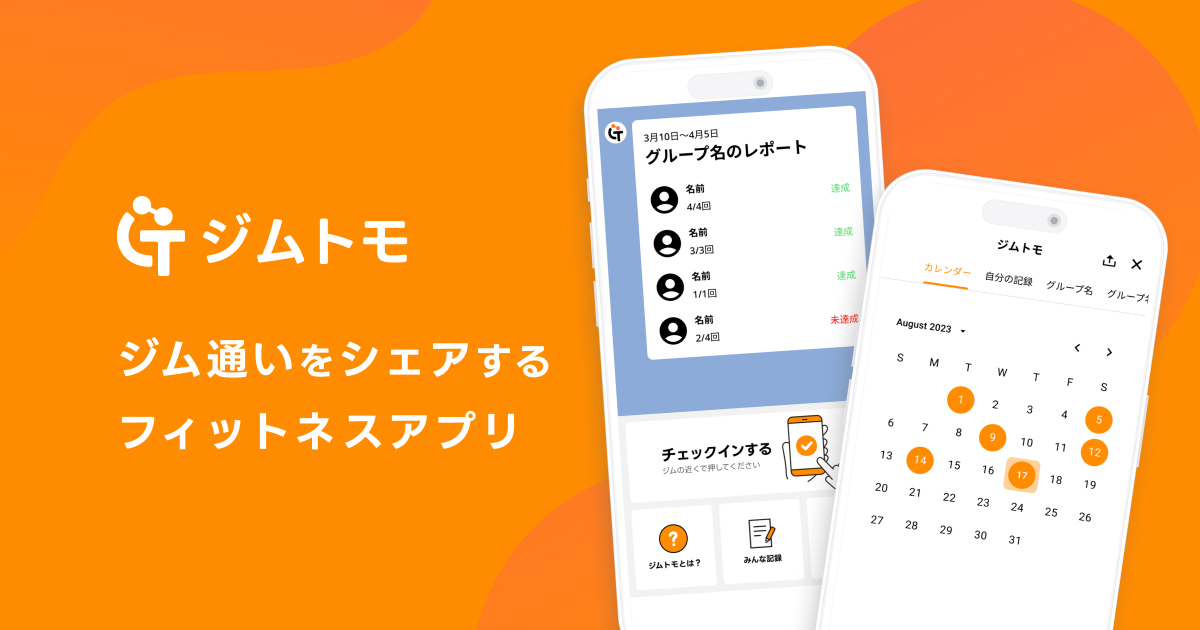 ジムトモ
ジム通いをシェアする
フィットネスアプリ
3月10日〜4月5日
グループ名のレポート
名前
4/4回
達成
名前
3/3回
達成
名前
1/1回
達成
名前
2/4回
未達成
チェックインする
ジムの近くで押してください
?
ジムトモとは？
みんな記録
ジムトモ
カレンダー 自分の記録 グループ名 グループ
August 2023
S M T W T F S
1 2 3 4 5
6 7 8 9 10 11 12
13 14 15 16 17 18 19
20 21 22 23 24 25 26
27 28 29 30 31